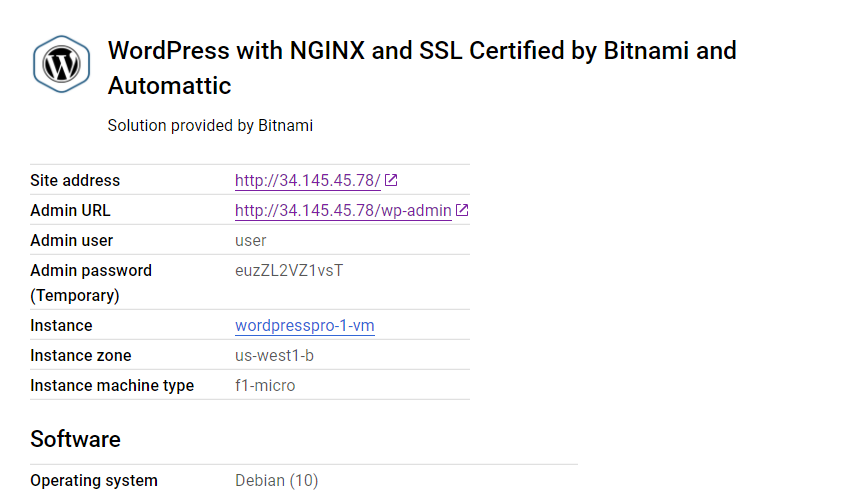 WordPress with NGINX and SSL Certified by Bitnami and
Automattic
Solution provided by Bitnami
Site address http://34.145.45.78/
Admin URL http://34.145.45.78/wp-admin
Admin user user
Admin password euzZL2VZ1vsT
(Temporary)
Instance wordpresspro-1-vm
Instance zone us-west1-b
Instance machine type f1-micro
Software
Operating system Debian (10)